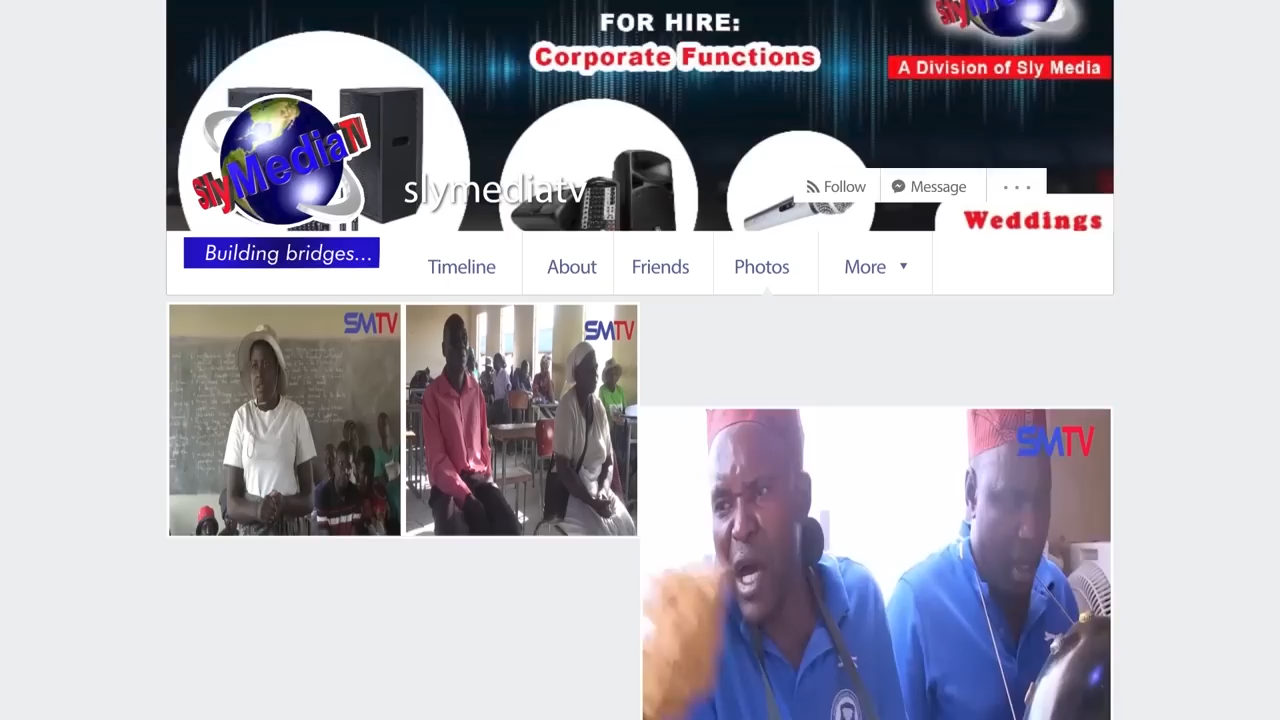 FOR HIRE:
Corporate Functions
A Division of Sly Media
SlyMediaTV
slymediatv
Follow
Message
Weddings
Building bridges...
Timeline
About
Friends
Photos
More
SMTV
SMTV
SMTV